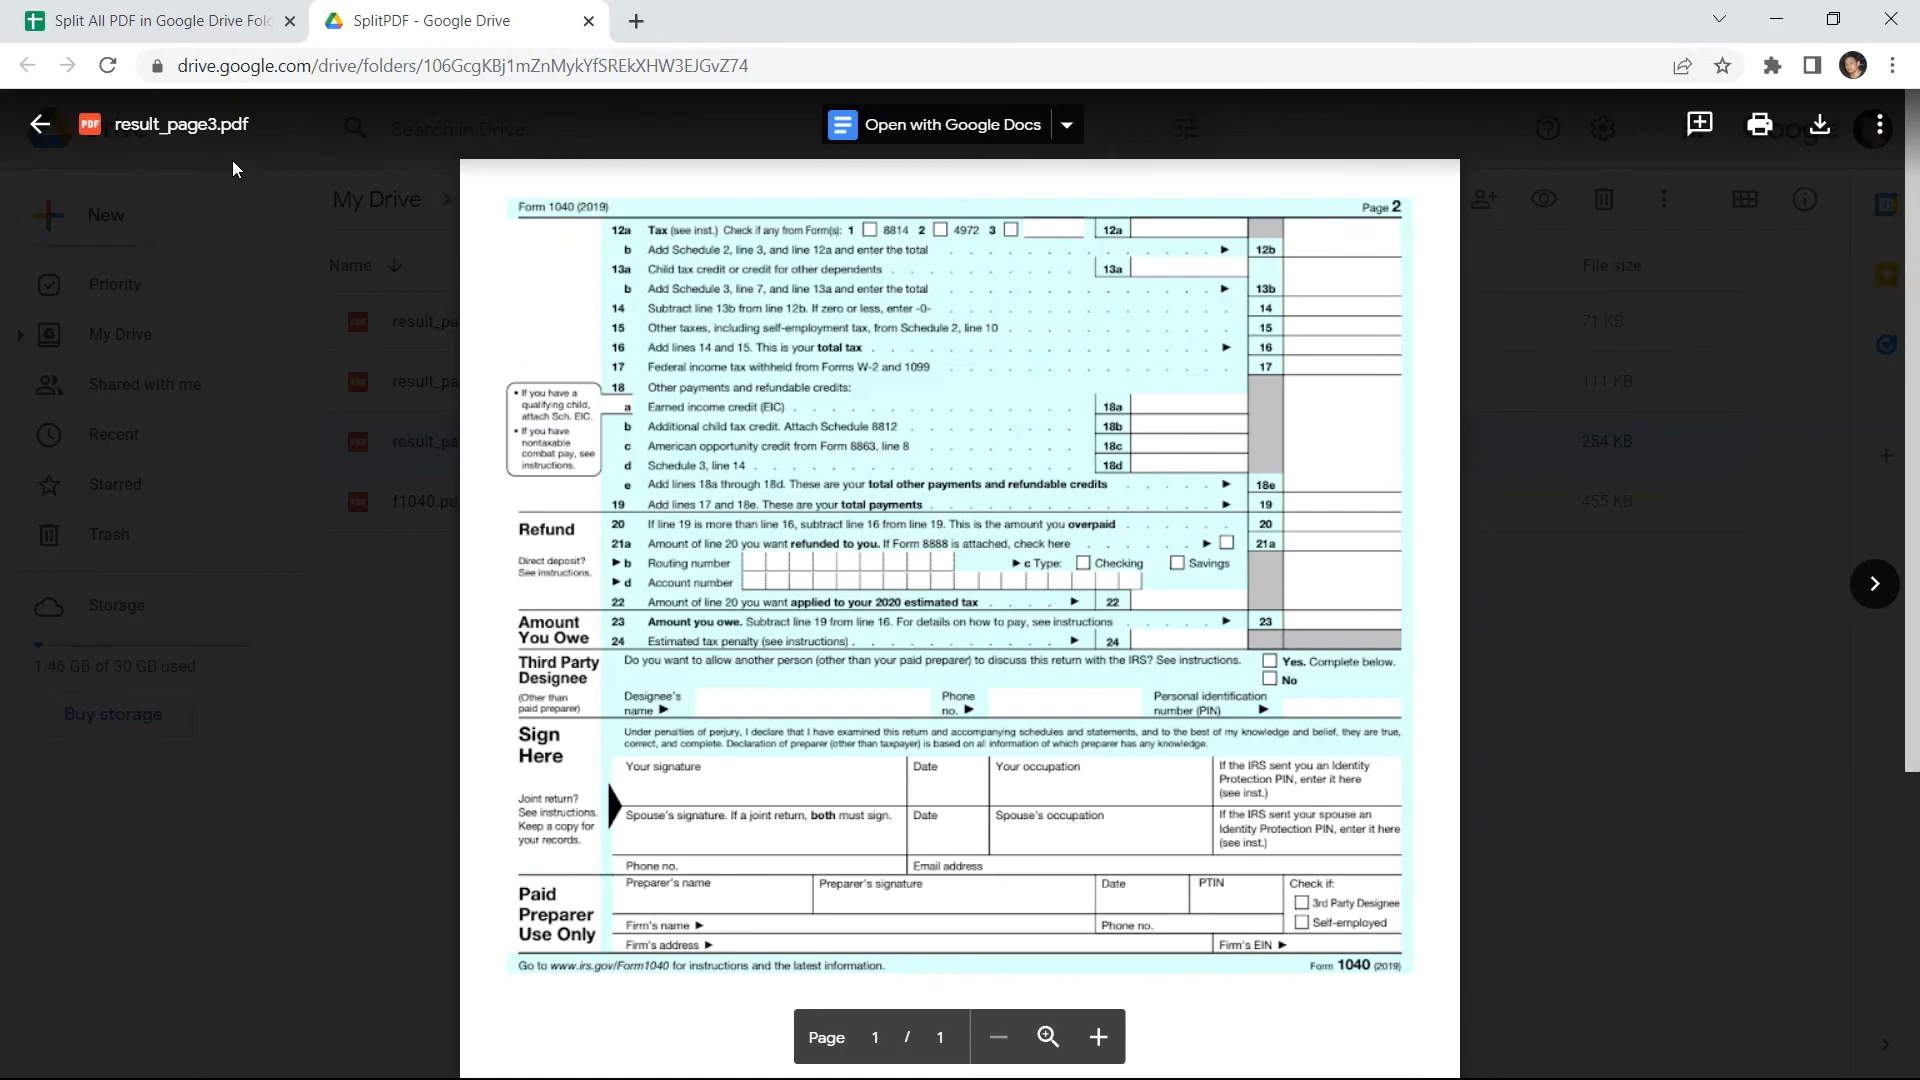 Split All PDF in Google Drive Fold
SplitPDF - Google Drive
drive.google.com/drive/folders/106GcgKBj1mZnMykYfSREkXHW3EJGvZ74
PDF result_page3.pdf
Search in Drive
Open with Google Docs
New
My Drive
Name
File size
Priority
My Drive
Shared with me
Recent
Starred
Trash
Storage
1.46 GB of 30 GB used
Buy storage
result_pa
71 KB
result_pa
111 KB
result_pa
254 KB
f1040.pd
455 KB
Form 1040 (2019) Page 2
12a Tax (see inst.) Check if any from Form(s): 1 8814 2 4972 3 12a
b Add Schedule 2, line 3, and line 12a and enter the total ▶ 12b
13a Child tax credit or credit for other dependents 13a
b Add Schedule 3, line 7, and line 13a and enter the total ▶ 13b
14 Subtract line 13b from line 12b. If zero or less, enter -0- 14
15 Other taxes, including self-employment tax, from Schedule 2, line 10 15
16 Add lines 14 and 15. This is your total tax ▶ 16
17 Federal income tax withheld from Forms W-2 and 1099 17
18 Other payments and refundable credits:
• If you have a
qualifying child,
attach Sch. EIC.
• If you have
nontaxable
combat pay, see
instructions.
a Earned income credit (EIC) 18a
b Additional child tax credit. Attach Schedule 8812 18b
c American opportunity credit from Form 8863, line 8 18c
d Schedule 3, line 14 18d
e Add lines 18a through 18d. These are your total other payments and refundable credits ▶ 18e
19 Add lines 17 and 18e. These are your total payments ▶ 19
Refund
20 If line 19 is more than line 16, subtract line 16 from line 19. This is the amount you overpaid 20
21a Amount of line 20 you want refunded to you. If Form 8888 is attached, check here ▶ 21a
Direct deposit?
See instructions.
▶ b Routing number ▶ c Type: Checking Savings
▶ d Account number
22 Amount of line 20 you want applied to your 2020 estimated tax ▶ 22
Amount
You Owe
23 Amount you owe. Subtract line 19 from line 16. For details on how to pay, see instructions ▶ 23
24 Estimated tax penalty (see instructions) ▶ 24
Third Party
Designee
(Other than
paid preparer)
Do you want to allow another person (other than your paid preparer) to discuss this return with the IRS? See instructions. Yes. Complete below.
No
Designee's
name ▶
Phone
no. ▶
Personal identification
number (PIN) ▶
Sign
Here
Joint return?
See instructions.
Keep a copy for
your records.
Under penalties of perjury, I declare that I have examined this return and accompanying schedules and statements, and to the best of my knowledge and belief, they are true,
correct, and complete. Declaration of preparer (other than taxpayer) is based on all information of which preparer has any knowledge.
Your signature Date Your occupation
If the IRS sent you an Identity
Protection PIN, enter it here
(see inst.)
Spouse's signature. If a joint return, both must sign. Date Spouse's occupation
If the IRS sent your spouse an
Identity Protection PIN, enter it here
(see inst.)
Phone no. Email address
Paid
Preparer
Use Only
Preparer's name Preparer's signature Date PTIN Check if:
3rd Party Designee
Self-employed
Firm's name ▶ Phone no.
Firm's address ▶ Firm's EIN ▶
Go to www.irs.gov/Form1040 for instructions and the latest information. Form 1040 (2019)
Page 1 / 1